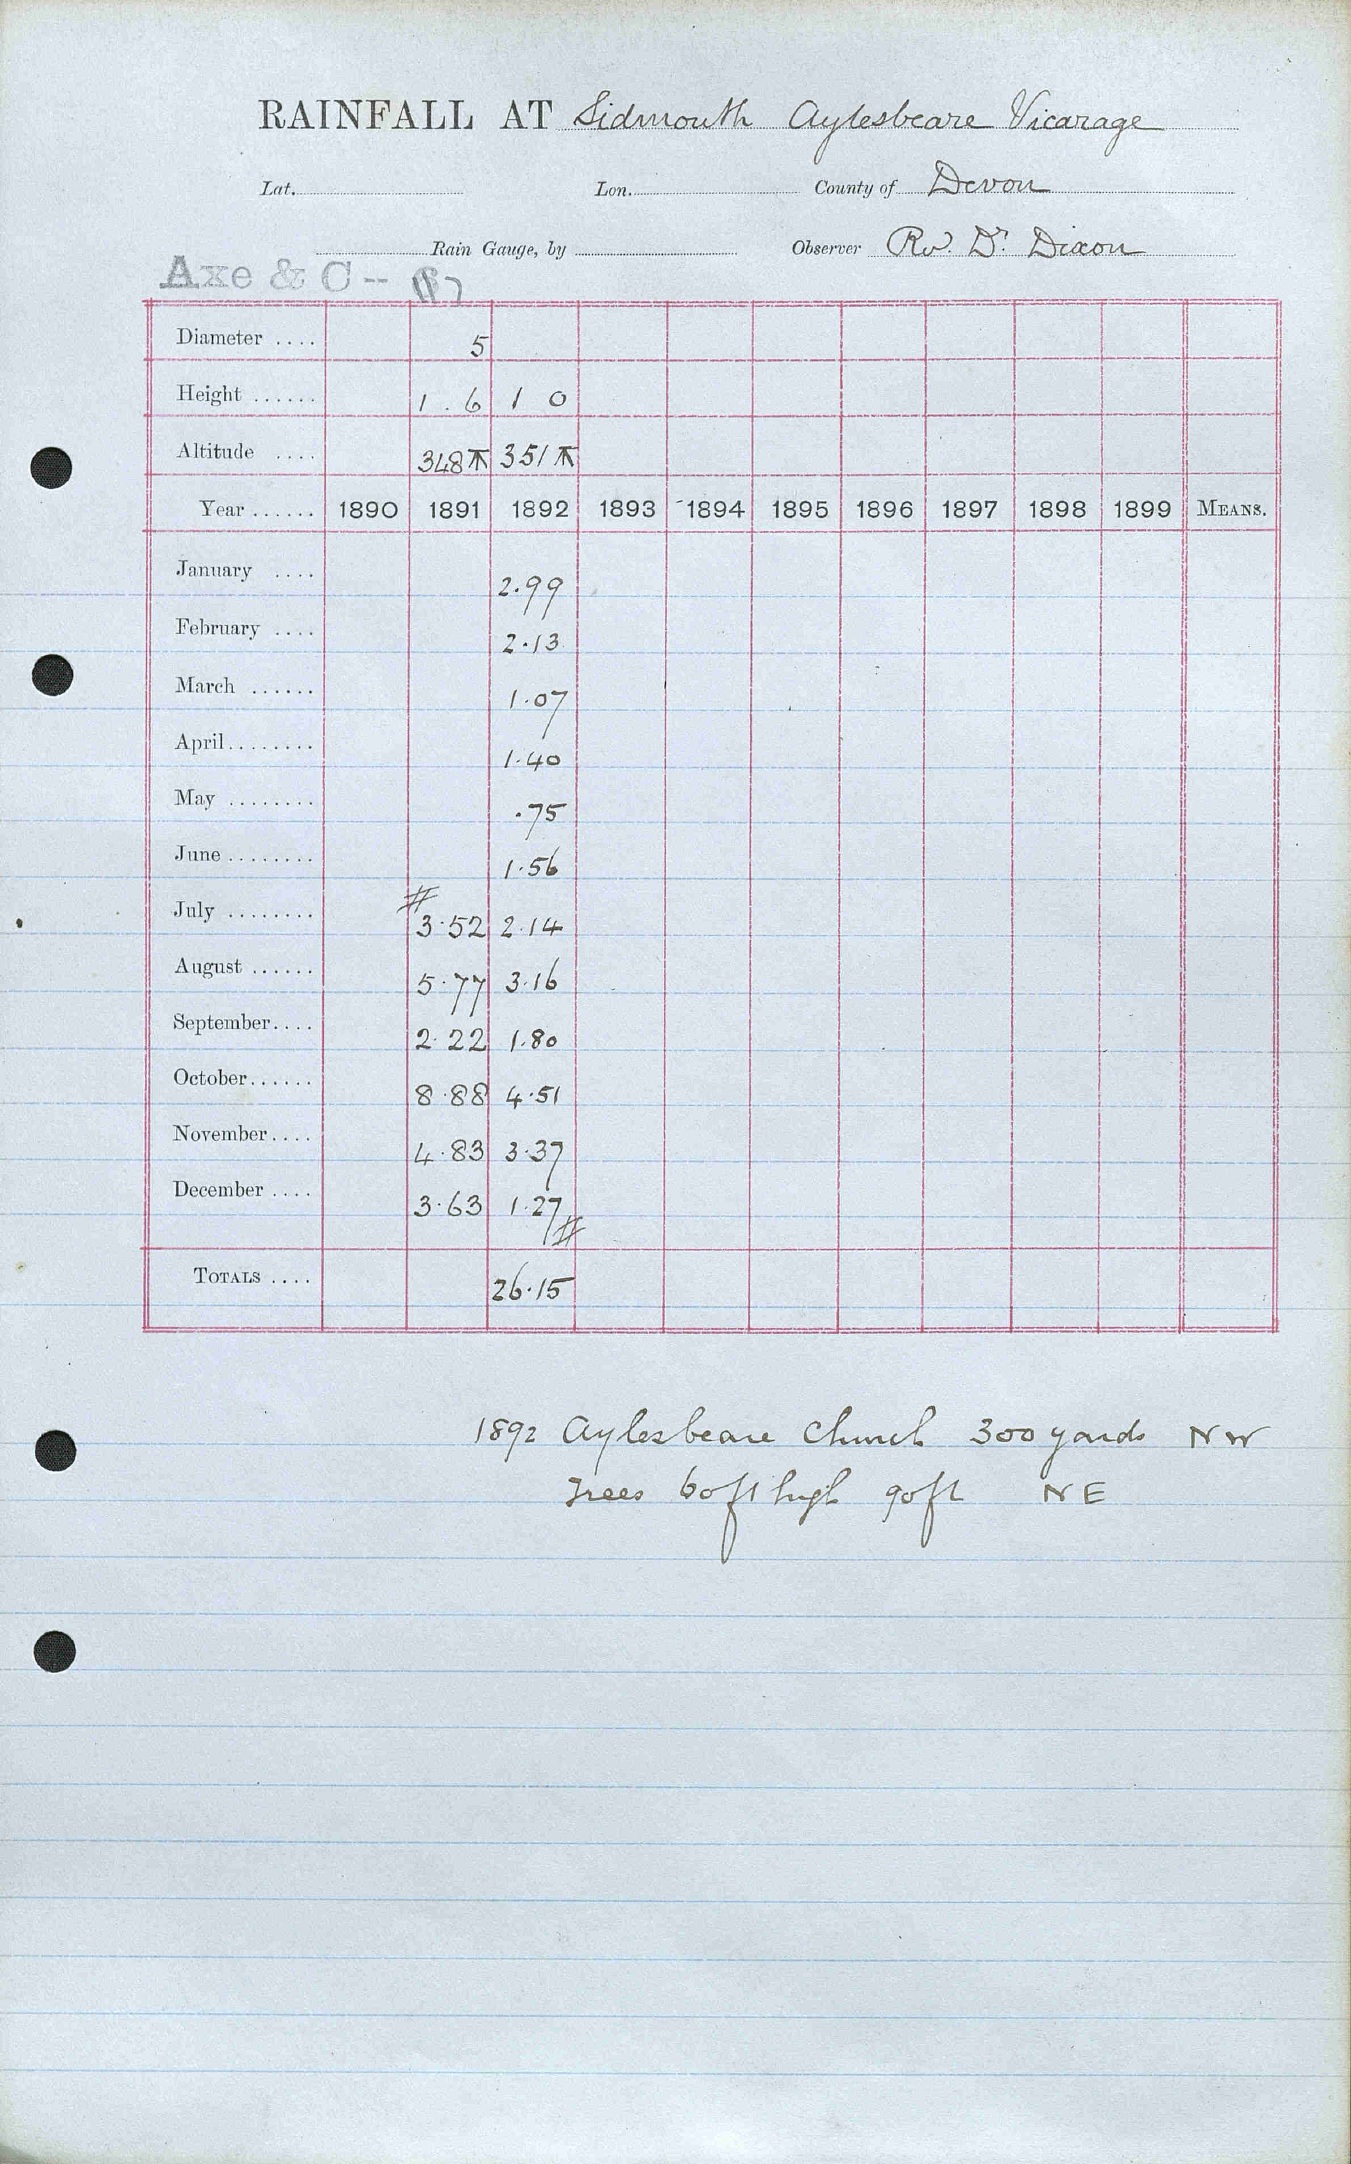 RAINFALL AT Sidmouth Aylesbeare Vicarage
Lat. Lon. County of Devon
Rain Gauge, by Observer Rev. Dr. Dixon
Axe & C --
Diameter .... 5
Height ...... 1 . 6 1 0
Altitude .... 348 351
Year ...... 1890 1891 1892 1893 1894 1895 1896 1897 1898 1899 MEANS.
January .... 2.99
February .... 2.13
March ...... 1.07
April........ 1.40
May ........ .75
June ........ 1.56
#
July ........ 3.52 2.14
August ...... 5.77 3.16
September.... 2.22 1.80
October...... 8.88 4.51
November.... 4.83 3.37
December .... 3.63 1.27
#
TOTALS .... 26.15
1892 Aylesbeare Church 300 yards NW
Trees 60ft high 90ft NE